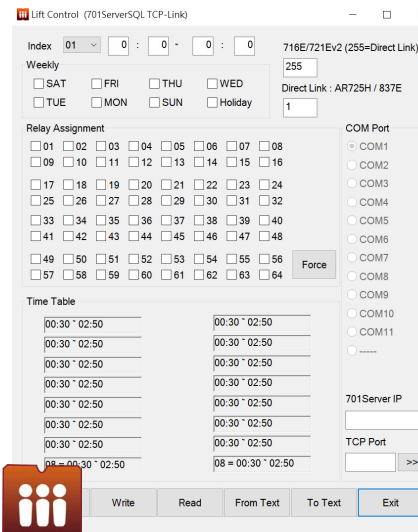 Lift Control (701ServerSQL TCP-Link)
Index 01 0 : 0 - 0 : 0
716E/721Ev2 (255=Direct Link)
255
Weekly
SAT FRI THU WED
TUE MON SUN Holiday
Direct Link : AR725H / 837E
1
Relay Assignment
01 02 03 04 05 06 07 08
09 10 11 12 13 14 15 16
17 18 19 20 21 22 23 24
25 26 27 28 29 30 31 32
33 34 35 36 37 38 39 40
41 42 43 44 45 46 47 48
49 50 51 52 53 54 55 56
57 58 59 60 61 62 63 64
Force
COM Port
COM1
COM2
COM3
COM4
COM5
COM6
COM7
COM8
COM9
COM10
COM11
-----
Time Table
00:30 ~ 02:50 00:30 ~ 02:50
00:30 ~ 02:50 00:30 ~ 02:50
00:30 ~ 02:50 00:30 ~ 02:50
00:30 ~ 02:50 00:30 ~ 02:50
00:30 ~ 02:50 00:30 ~ 02:50
00:30 ~ 02:50 00:30 ~ 02:50
00:30 ~ 02:50 00:30 ~ 02:50
08 = 00:30 ~ 02:50 08 = 00:30 ~ 02:50
701Server IP
TCP Port
>>
Write Read From Text To Text Exit